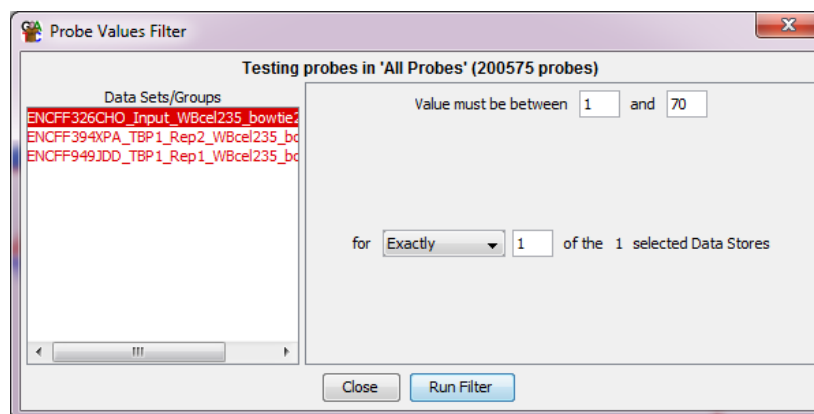 Probe Values Filter
Testing probes in 'All Probes' (200575 probes)
Data Sets/Groups
ENCFF326CHO_Input_WBcel235_bowtie2
ENCFF394XPA_TBP1_Rep2_WBcel235_bo
ENCFF949JDD_TBP1_Rep1_WBcel235_bo
Value must be between 1 and 70
for Exactly 1 of the 1 selected Data Stores
Close Run Filter